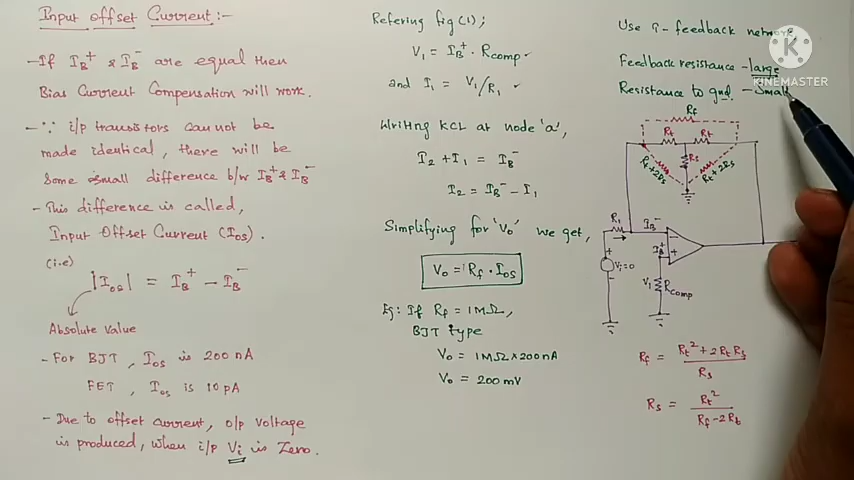 Input offset Current:-
- If IB+ & IB- are equal then
Bias Current Compensation will work.
- ∵ i/p transistors cannot be
made identical, there will be
some small difference b/w IB+ & IB-
- This difference is called,
Input Offset Current (Ios).
(i.e)
|Ios| = IB+ - IB-
Absolute value
- For BJT, Ios is 200 nA
FET, Ios is 10 pA
- Due to offset current, o/p voltage
is produced, when i/p Vi is Zero.
Refering fig (1);
V1 = IB+ . Rcomp
and I1 = V1/R1
Writing KCL at node 'a',
I2 + I1 = IB-
I2 = IB- - I1
Simplifying for 'Vo' we get,
Vo = Rf . Ios
Eg: If Rf = 1MΩ,
BJT type
Vo = 1MΩ x 200nA
Vo = 200 mV
Use T- feedback network,
Feedback resistance - large
Resistance to gnd - Small
KINEMASTER
Rf
Rt Rt
Rs
Rt+2Rs Rt+2Rs
R1 IB-
-
IB+
+
+ Vi=0 -
V1 Rcomp
Rf = Rt² + 2RtRs / Rs
Rs = Rt² / Rf - 2Rt